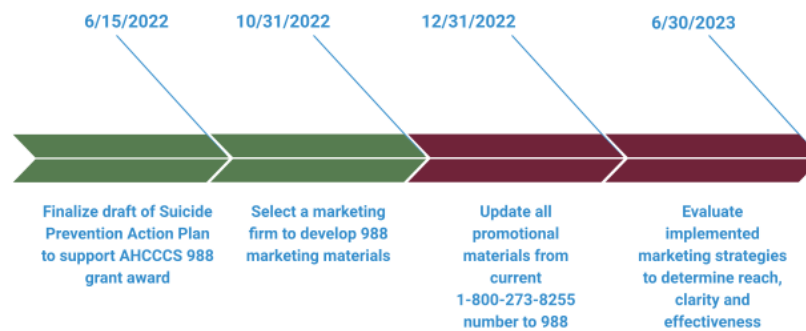 6/15/2022
10/31/2022
12/31/2022
6/30/2023
Finalize draft of Suicide
Prevention Action Plan
to support AHCCCS 988
grant award
Select a marketing
firm to develop 988
marketing materials
Update all
promotional
materials from
current
1-800-273-8255
number to 988
Evaluate
implemented
marketing strategies
to determine reach,
clarity and
effectiveness